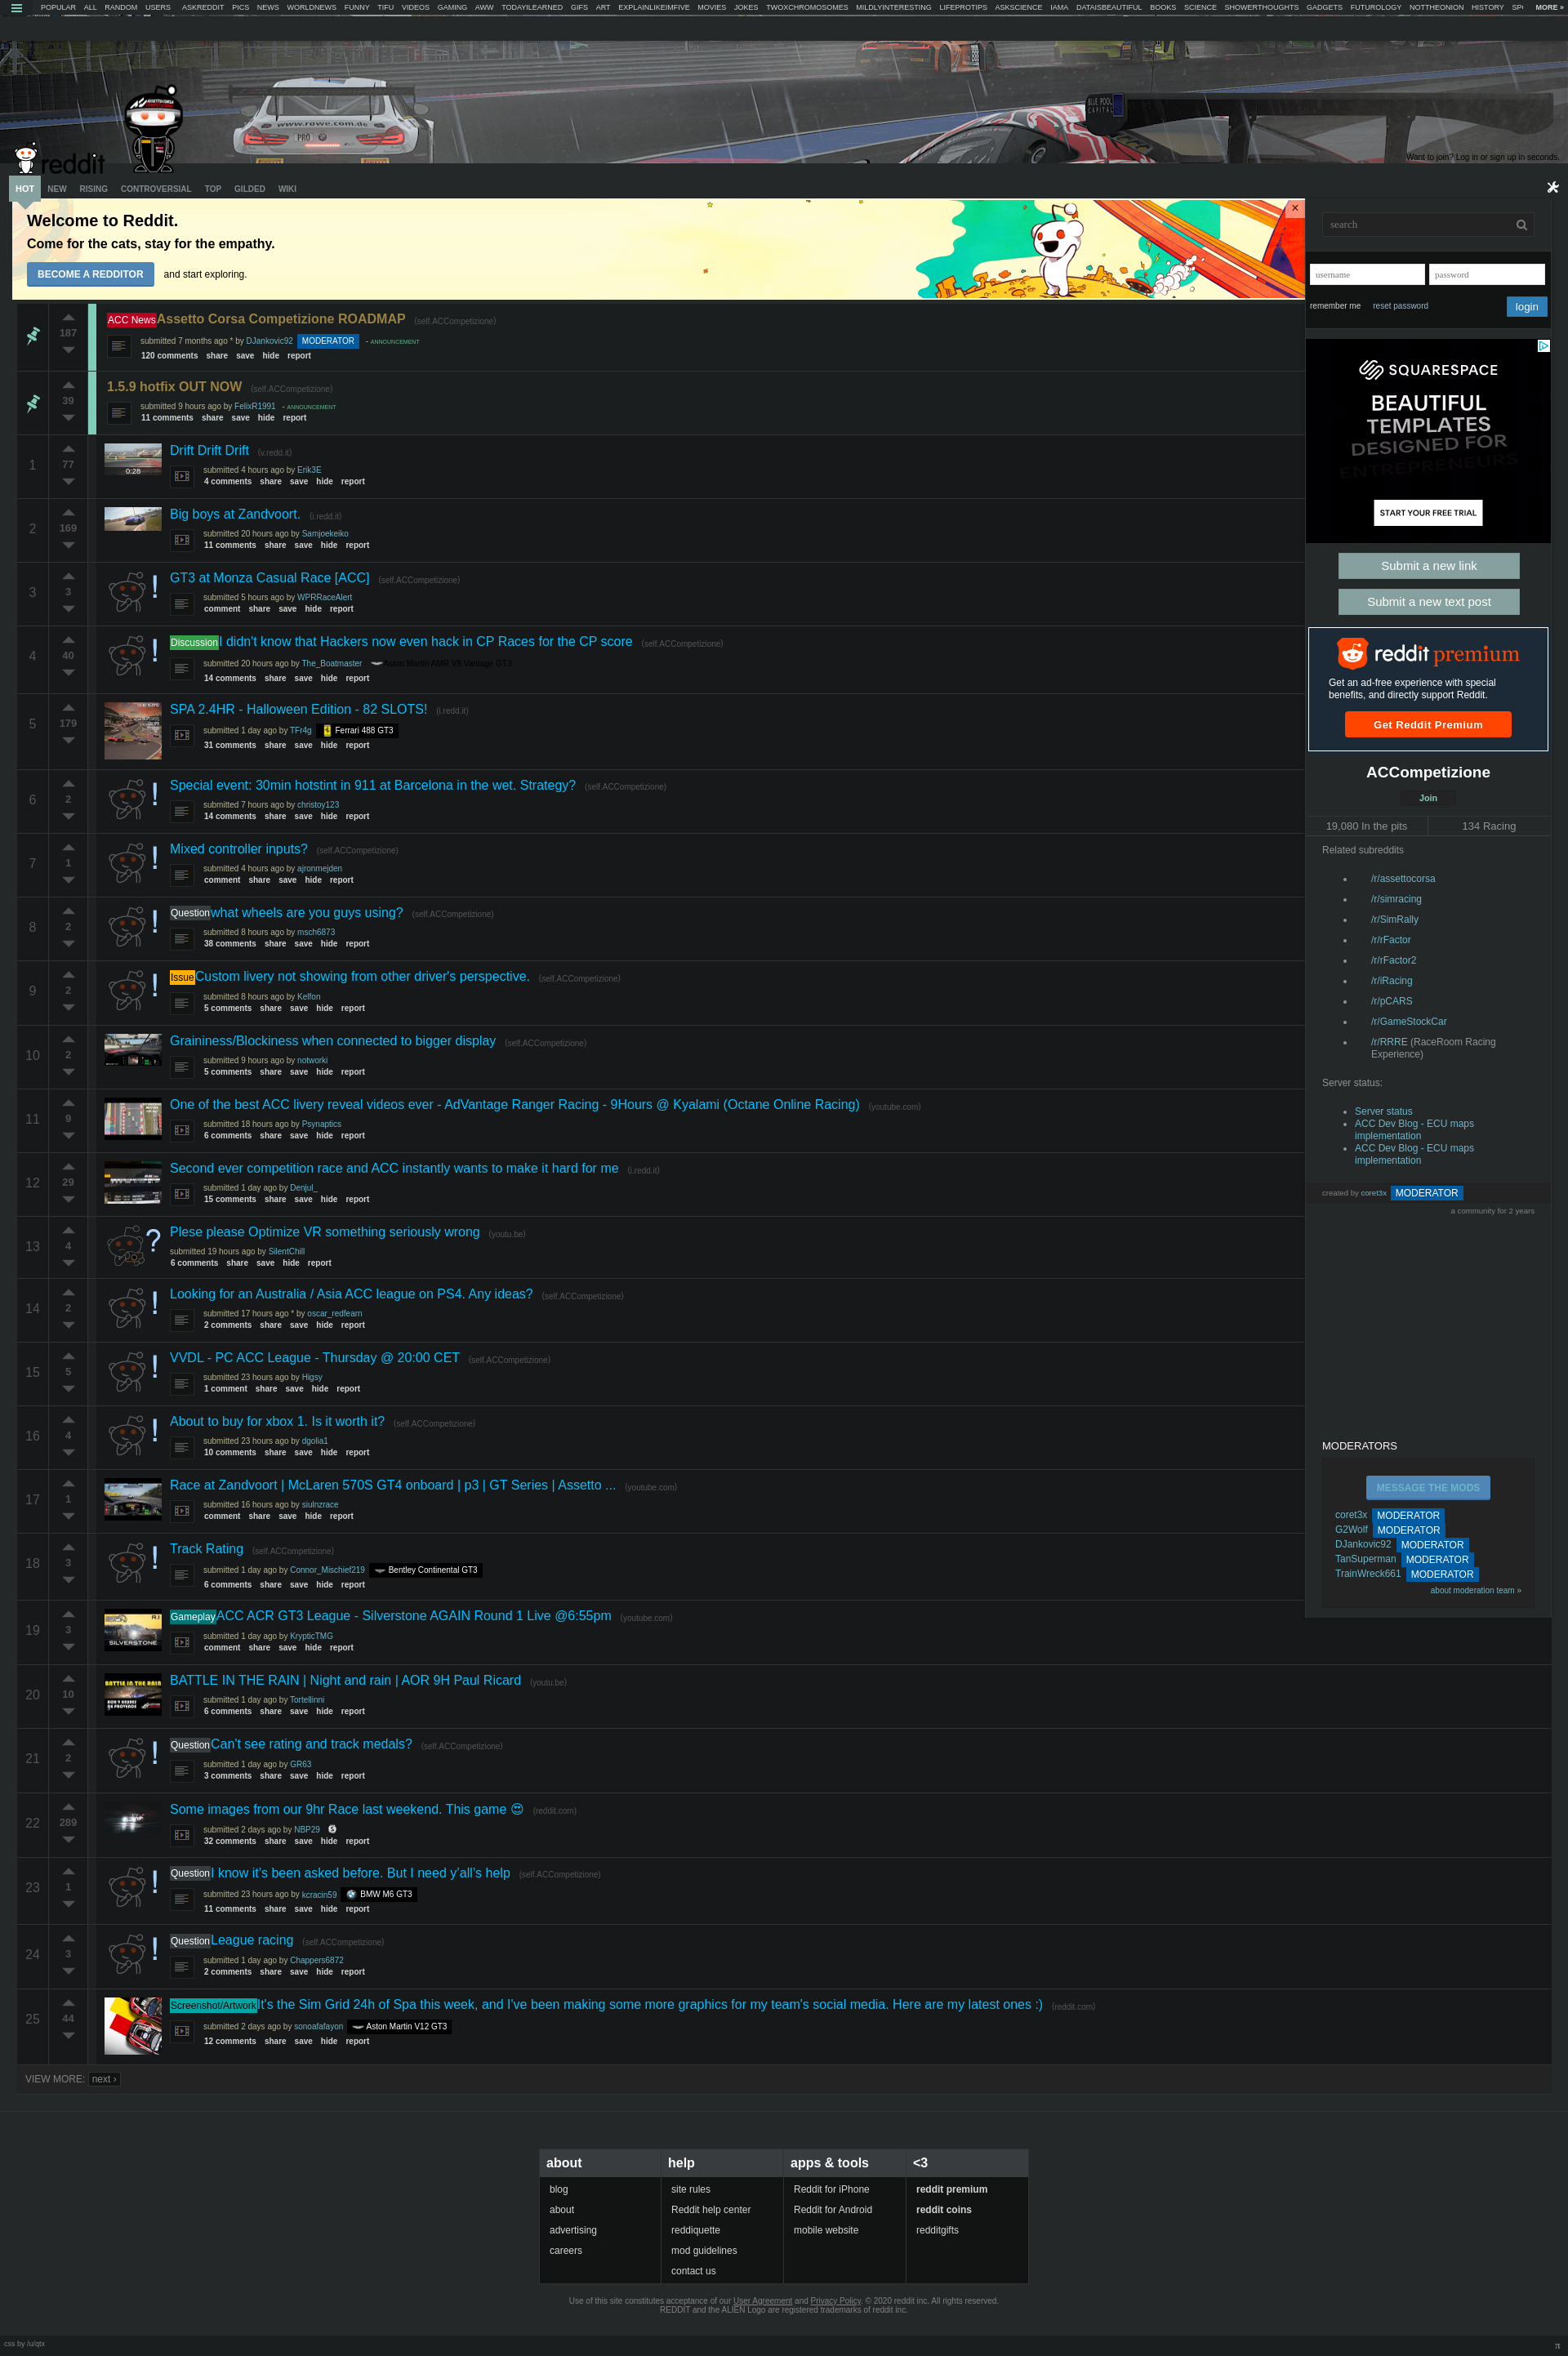 POPULAR ALL RANDOM USERS ASKREDDIT PICS NEWS WORLDNEWS FUNNY TIFU VIDEOS GAMING AWW TODAYILEARNED GIFS ART EXPLAINLIKEIMFIVE MOVIES JOKES TWOXCHROMOSOMES MILDLYINTERESTING LIFEPROTIPS ASKSCIENCE IAMA DATAISBEAUTIFUL BOOKS SCIENCE SHOWERTHOUGHTS GADGETS FUTUROLOGY NOTTHEONION HISTORY MORE »
www.rowe.com.de
PRO
BLUE POOL CAPITAL
reddit
Want to join? Log in or sign up in seconds.
HOT NEW RISING CONTROVERSIAL TOP GILDED WIKI
Welcome to Reddit.
Come for the cats, stay for the empathy.
BECOME A REDDITOR and start exploring.
×
187
ACC News Assetto Corsa Competizione ROADMAP (self.ACCompetizione)
submitted 7 months ago * by DJankovic92 MODERATOR - ANNOUNCEMENT
120 comments share save hide report
39
1.5.9 hotfix OUT NOW (self.ACCompetizione)
submitted 9 hours ago by FelixR1991 - ANNOUNCEMENT
11 comments share save hide report
1
77
0:28
Drift Drift Drift (v.redd.it)
submitted 4 hours ago by Erik3E
4 comments share save hide report
2
169
Big boys at Zandvoort. (i.redd.it)
submitted 20 hours ago by Samjoekeiko
11 comments share save hide report
3
3
GT3 at Monza Casual Race [ACC] (self.ACCompetizione)
submitted 5 hours ago by WPRRaceAlert
comment share save hide report
4
40
Discussion I didn't know that Hackers now even hack in CP Races for the CP score (self.ACCompetizione)
submitted 20 hours ago by The_Boatmaster Aston Martin AMR V8 Vantage GT3
14 comments share save hide report
5
179
SPA 2.4HR - Halloween Edition - 82 SLOTS! (i.redd.it)
submitted 1 day ago by TFr4g Ferrari 488 GT3
31 comments share save hide report
6
2
Special event: 30min hotstint in 911 at Barcelona in the wet. Strategy? (self.ACCompetizione)
submitted 7 hours ago by christoy123
14 comments share save hide report
7
1
Mixed controller inputs? (self.ACCompetizione)
submitted 4 hours ago by ajronmejden
comment share save hide report
8
2
Question what wheels are you guys using? (self.ACCompetizione)
submitted 8 hours ago by msch6873
38 comments share save hide report
9
2
Issue Custom livery not showing from other driver's perspective. (self.ACCompetizione)
submitted 8 hours ago by Kelfon
5 comments share save hide report
10
2
Graininess/Blockiness when connected to bigger display (self.ACCompetizione)
submitted 9 hours ago by notworki
5 comments share save hide report
11
9
One of the best ACC livery reveal videos ever - AdVantage Ranger Racing - 9Hours @ Kyalami (Octane Online Racing) (youtube.com)
submitted 18 hours ago by Psynaptics
6 comments share save hide report
12
29
Second ever competition race and ACC instantly wants to make it hard for me (i.redd.it)
submitted 1 day ago by Denjul_
15 comments share save hide report
13
4
Plese please Optimize VR something seriously wrong (youtu.be)
submitted 19 hours ago by SilentChill
6 comments share save hide report
14
2
Looking for an Australia / Asia ACC league on PS4. Any ideas? (self.ACCompetizione)
submitted 17 hours ago * by oscar_redfearn
2 comments share save hide report
15
5
VVDL - PC ACC League - Thursday @ 20:00 CET (self.ACCompetizione)
submitted 23 hours ago by Higsy
1 comment share save hide report
16
4
About to buy for xbox 1. Is it worth it? (self.ACCompetizione)
submitted 23 hours ago by dgolia1
10 comments share save hide report
17
1
Race at Zandvoort | McLaren 570S GT4 onboard | p3 | GT Series | Assetto ... (youtube.com)
submitted 16 hours ago by siulnzrace
comment share save hide report
18
3
Track Rating (self.ACCompetizione)
submitted 1 day ago by Connor_Mischief219 Bentley Continental GT3
6 comments share save hide report
19
3
SILVERSTONE
Gameplay ACC ACR GT3 League - Silverstone AGAIN Round 1 Live @6:55pm (youtube.com)
submitted 1 day ago by KrypticTMG
comment share save hide report
20
10
BATTLE IN THE RAIN
BATTLE IN THE RAIN | Night and rain | AOR 9H Paul Ricard (youtu.be)
submitted 1 day ago by Tortellinni
6 comments share save hide report
21
2
Question Can't see rating and track medals? (self.ACCompetizione)
submitted 1 day ago by GR63
3 comments share save hide report
22
289
Some images from our 9hr Race last weekend. This game 😍 (reddit.com)
submitted 2 days ago by NBP29
32 comments share save hide report
23
1
Question I know it's been asked before. But I need y'all's help (self.ACCompetizione)
submitted 23 hours ago by kcracin59 BMW M6 GT3
11 comments share save hide report
24
3
Question League racing (self.ACCompetizione)
submitted 1 day ago by Chappers6872
2 comments share save hide report
25
44
Screenshot/Artwork It's the Sim Grid 24h of Spa this week, and I've been making some more graphics for my team's social media. Here are my latest ones :) (reddit.com)
submitted 2 days ago by sonoafafayon Aston Martin V12 GT3
12 comments share save hide report
VIEW MORE: next ›
search
username password
remember me reset password login
SQUARESPACE
BEAUTIFUL
TEMPLATES
DESIGNED FOR
ENTREPRENEURS
START YOUR FREE TRIAL
Submit a new link
Submit a new text post
reddit premium
Get an ad-free experience with special
benefits, and directly support Reddit.
Get Reddit Premium
ACCompetizione
Join
19,080 In the pits 134 Racing
Related subreddits
/r/assettocorsa
/r/simracing
/r/SimRally
/r/rFactor
/r/rFactor2
/r/iRacing
/r/pCARS
/r/GameStockCar
/r/RRRE (RaceRoom Racing
Experience)
Server status:
Server status
ACC Dev Blog - ECU maps
implementation
ACC Dev Blog - ECU maps
implementation
created by coret3x MODERATOR
a community for 2 years
MODERATORS
MESSAGE THE MODS
coret3x MODERATOR
G2Wolf MODERATOR
DJankovic92 MODERATOR
TanSuperman MODERATOR
TrainWreck661 MODERATOR
about moderation team »
about
blog
about
advertising
careers
help
site rules
Reddit help center
reddiquette
mod guidelines
contact us
apps & tools
Reddit for iPhone
Reddit for Android
mobile website
<3
reddit premium
reddit coins
redditgifts
Use of this site constitutes acceptance of our User Agreement and Privacy Policy. © 2020 reddit inc. All rights reserved.
REDDIT and the ALIEN Logo are registered trademarks of reddit inc.
css by /u/qtx
π